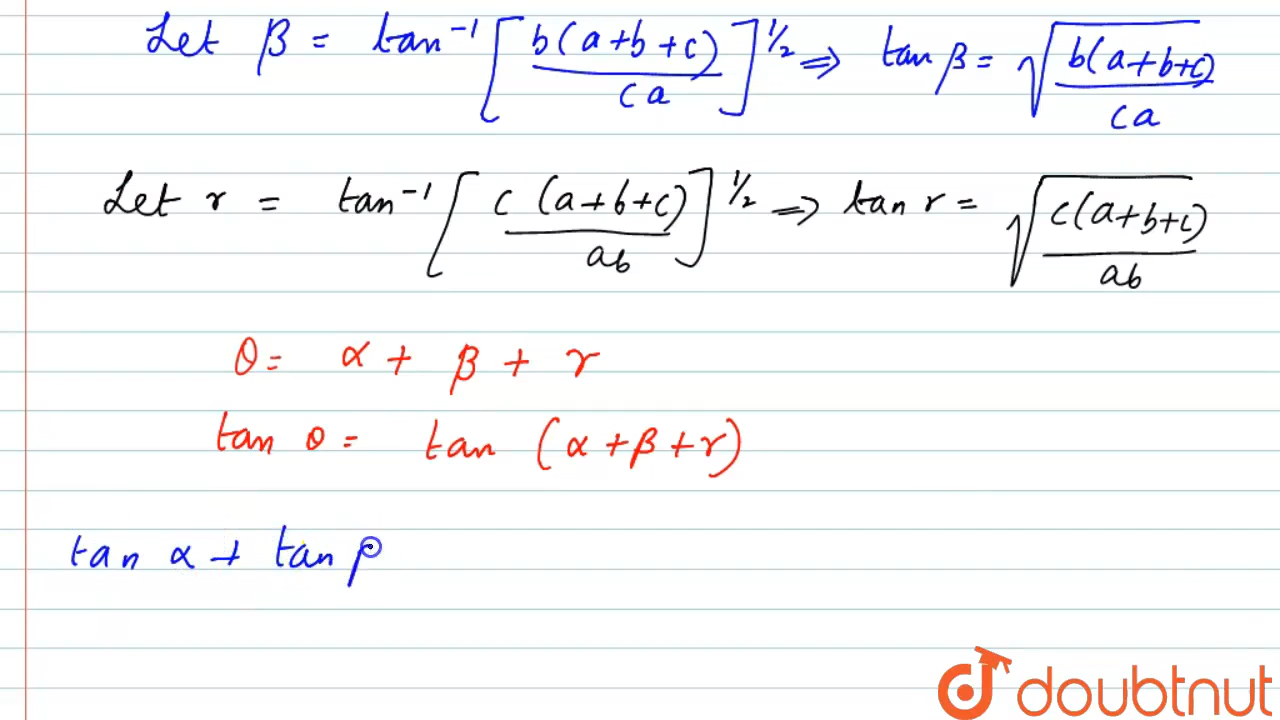 Let β = tan⁻¹ [b(a+b+c)/ca]^½ ⇒ tan β = √(b(a+b+c)/ca)
Let r = tan⁻¹ [c (a+b+c)/ab]^½ ⇒ tan r = √(c(a+b+c)/ab)
θ = α + β + r
tan θ = tan (α + β + r)
tan α + tan β
doubtnut